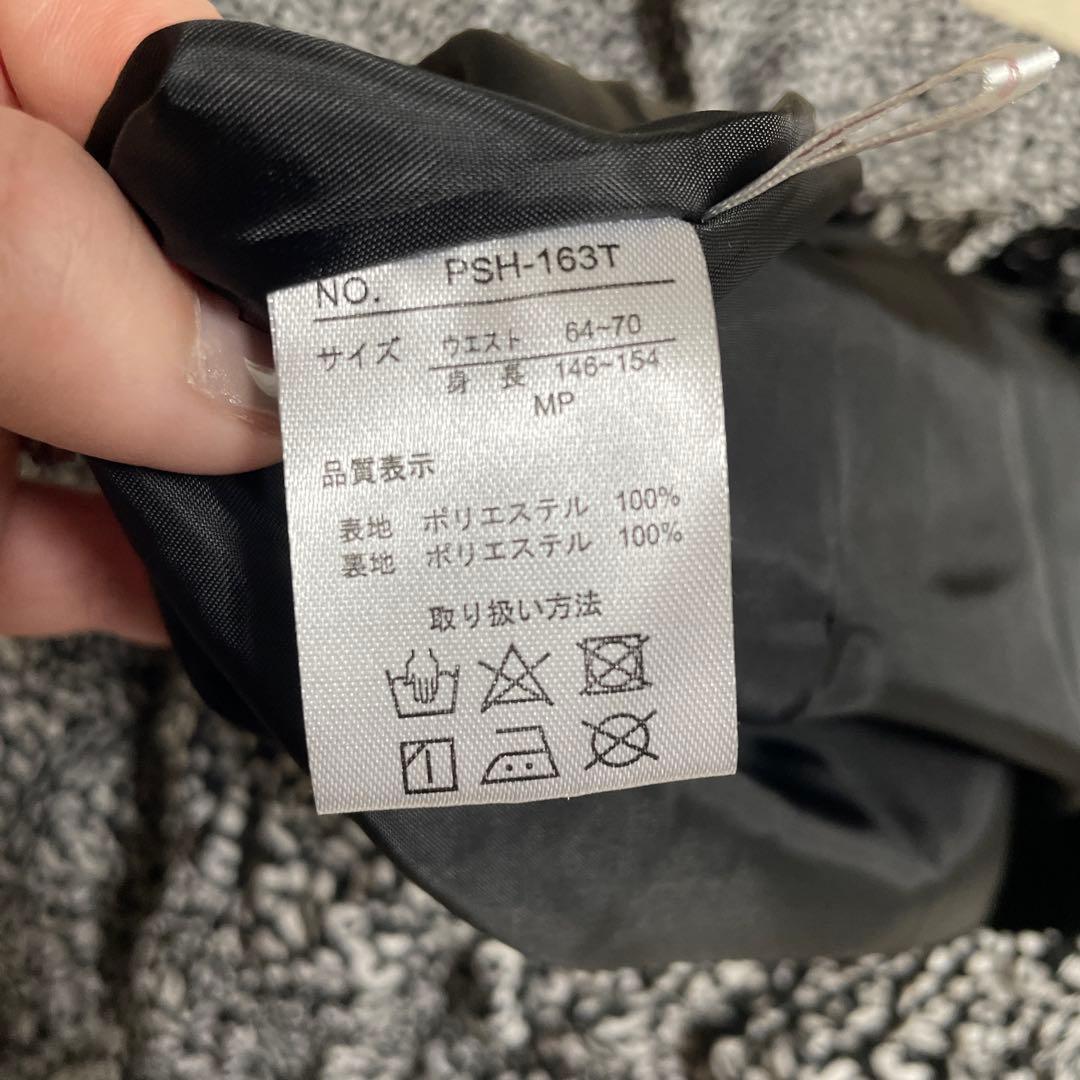 NO. PSH-163T
サイズ ウエスト 64~70
身 長 146~154
MP
品質表示
表地 ポリエステル 100%
裏地 ポリエステル 100%
取り扱い方法